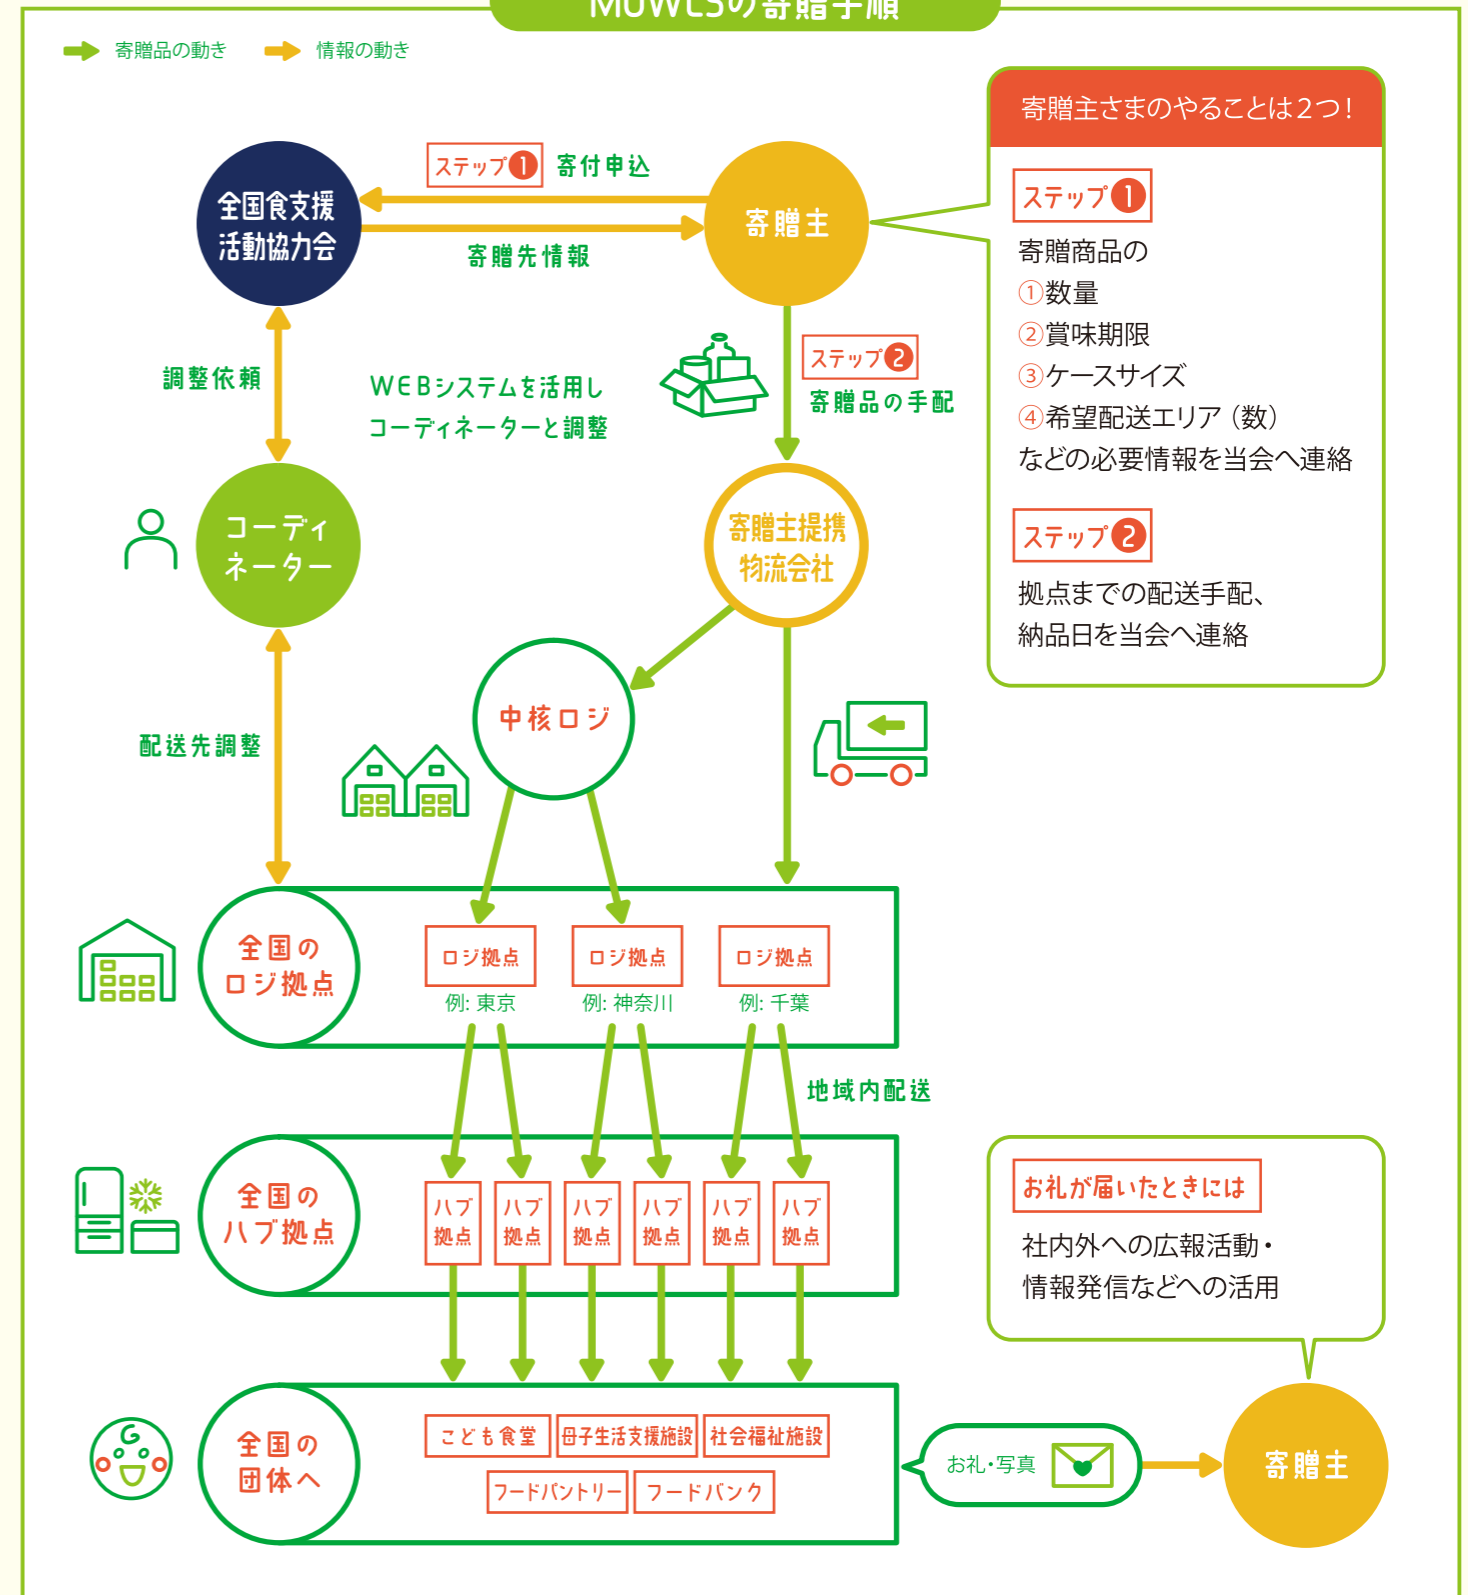 MOWLSの寄贈手順
寄贈品の動き
情報の動き
寄贈主さまのやることは2つ！
ステップ1
寄贈商品の
①数量
②賞味期限
③ケースサイズ
④希望配送エリア（数）
などの必要情報を当会へ連絡
ステップ2
拠点までの配送手配、
納品日を当会へ連絡
全国食支援
活動協力会
ステップ1 寄付申込
寄贈先情報
寄贈主
調整依頼
WEBシステムを活用し
コーディネーターと調整
ステップ2
寄贈品の手配
コーディ
ネーター
寄贈主提携
物流会社
中核ロジ
配送先調整
全国の
ロジ拠点
ロジ拠点
例: 東京
ロジ拠点
例: 神奈川
ロジ拠点
例: 千葉
地域内配送
全国の
ハブ拠点
ハブ
拠点
ハブ
拠点
ハブ
拠点
ハブ
拠点
ハブ
拠点
ハブ
拠点
お礼が届いたときには
社内外への広報活動・
情報発信などへの活用
全国の
団体へ
こども食堂
母子生活支援施設
社会福祉施設
フードパントリー
フードバンク
お礼・写真
寄贈主